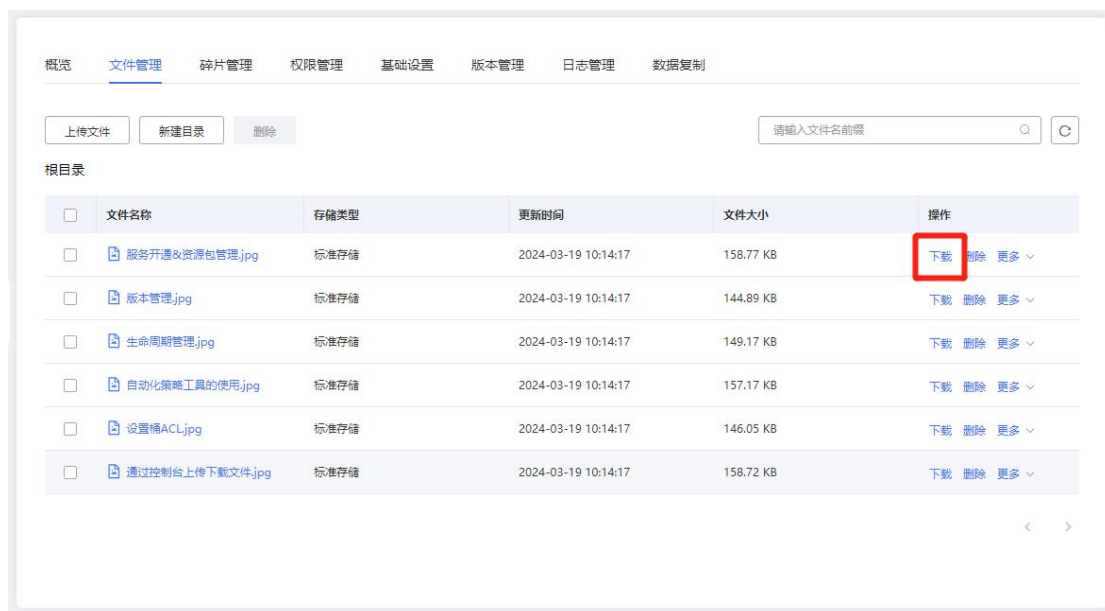 概览 文件管理 碎片管理 权限管理 基础设置 版本管理 日志管理 数据复制
上传文件 新建目录 删除 请输入文件名前缀
根目录
文件名称 存储类型 更新时间 文件大小 操作
服务开通&资源包管理.jpg 标准存储 2024-03-19 10:14:17 158.77 KB 下载 删除 更多
版本管理.jpg 标准存储 2024-03-19 10:14:17 144.89 KB 下载 删除 更多
生命周期管理.jpg 标准存储 2024-03-19 10:14:17 149.17 KB 下载 删除 更多
自动化策略工具的使用.jpg 标准存储 2024-03-19 10:14:17 157.17 KB 下载 删除 更多
设置桶ACL.jpg 标准存储 2024-03-19 10:14:17 146.05 KB 下载 删除 更多
通过控制台上传下载文件.jpg 标准存储 2024-03-19 10:14:17 158.72 KB 下载 删除 更多